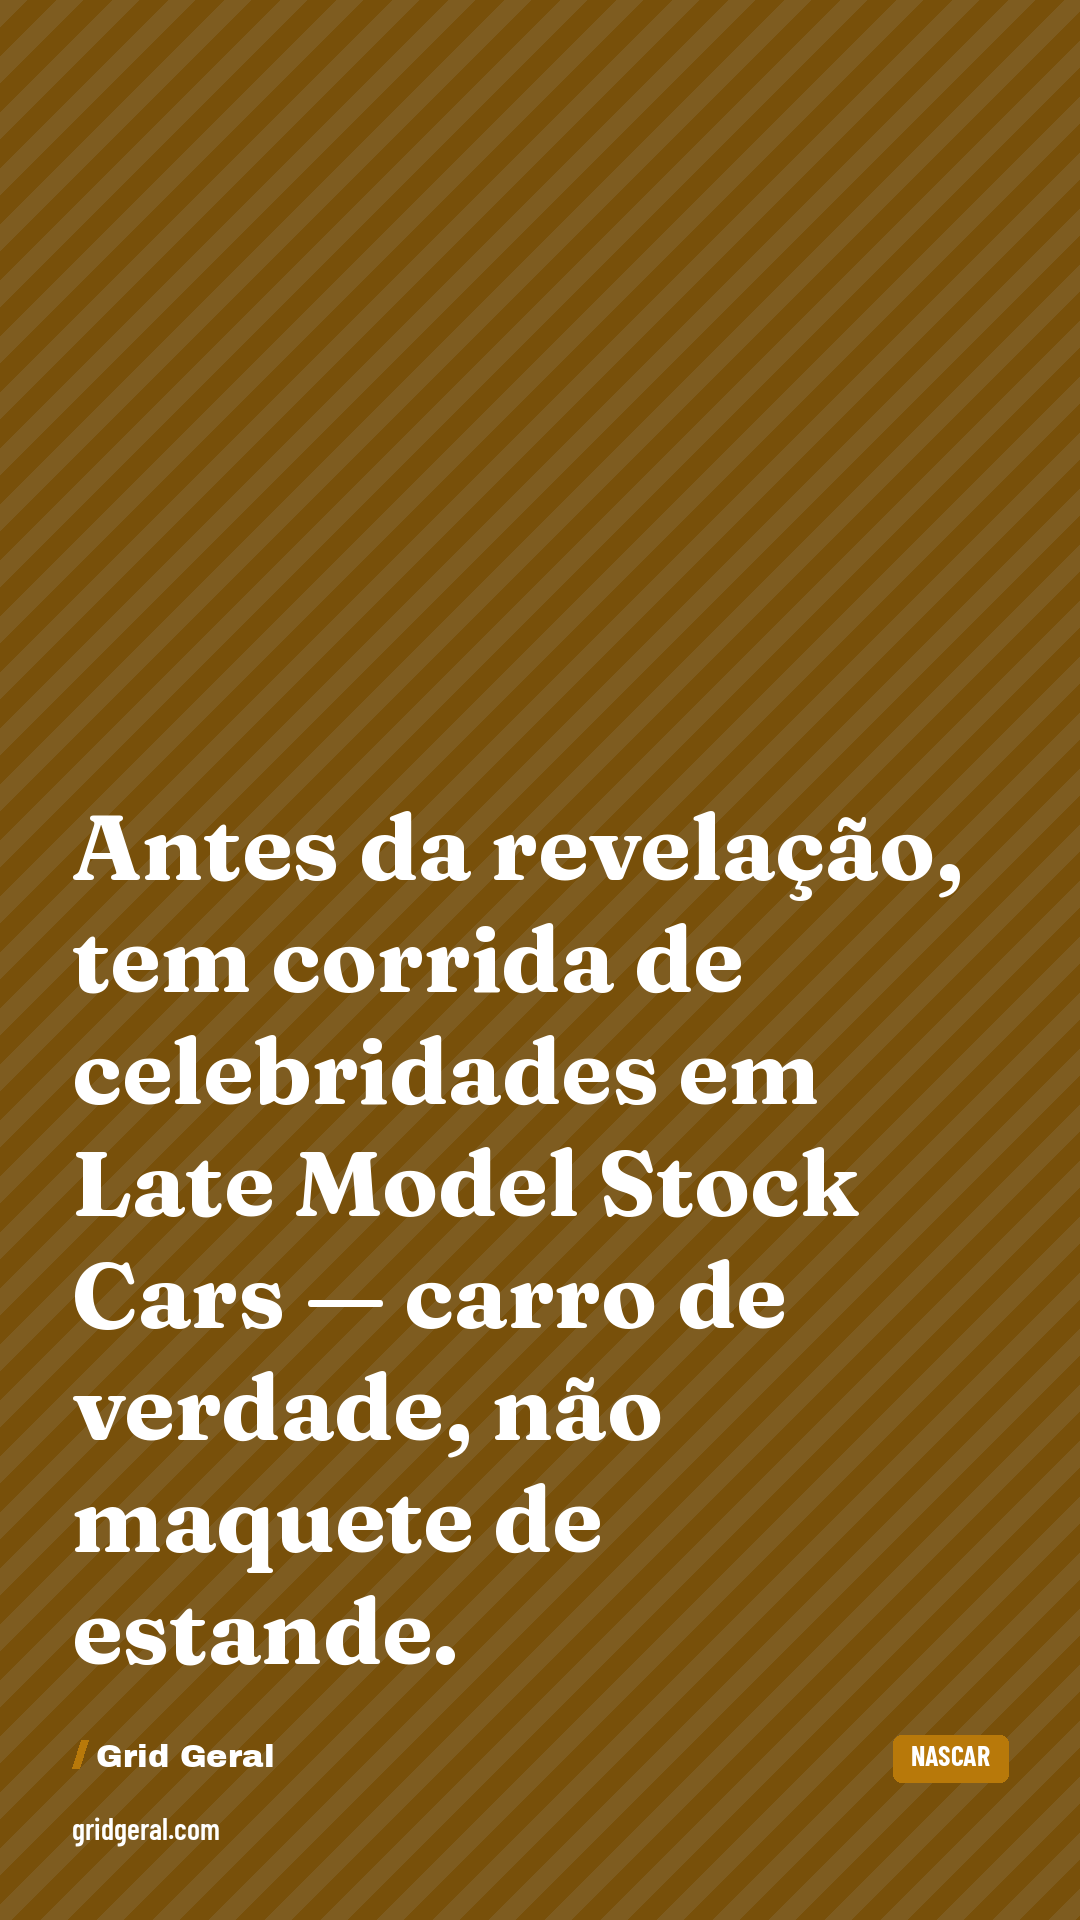 Antes da revelação,
tem corrida de
celebridades em
Late Model Stock
Cars — carro de
verdade, não
maquete de
estande.
/ Grid Geral
NASCAR
gridgeral.com